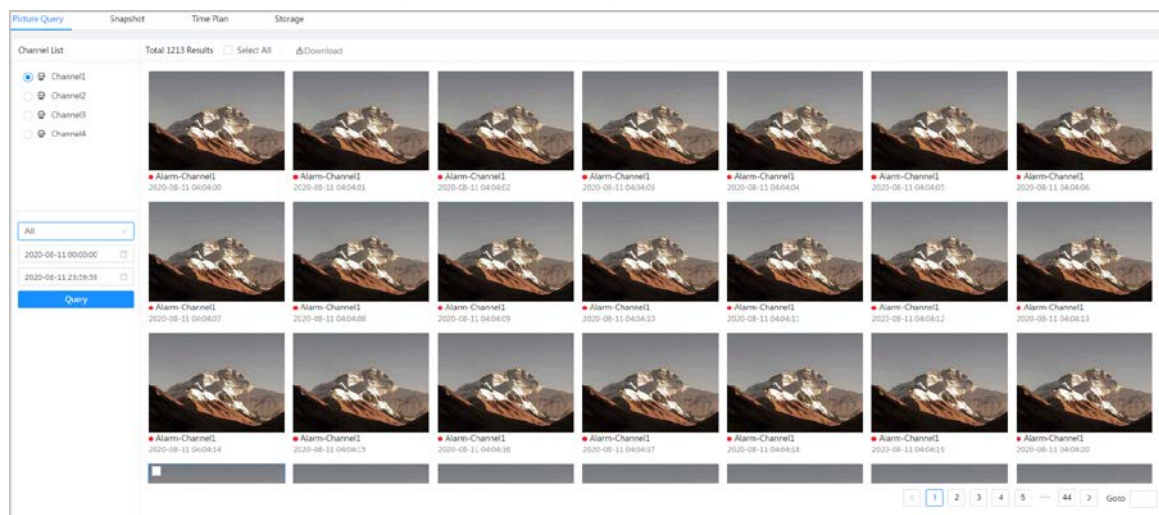 Picture Query Snapshot Time Plan Storage
Channel List Total 1213 Results Select All Download
Channel1
Channel2
Channel3
Channel4
Alarm-Channel1 Alarm-Channel1 Alarm-Channel1 Alarm-Channel1 Alarm-Channel1 Alarm-Channel1 Alarm-Channel1
2020-08-11 04:04:00 2020-08-11 04:04:01 2020-08-11 04:04:02 2020-08-11 04:04:03 2020-08-11 04:04:04 2020-08-11 04:04:05 2020-08-11 04:04:06
All
2020-08-11 00:00:00
2020-08-11 23:59:59
Query
Alarm-Channel1 Alarm-Channel1 Alarm-Channel1 Alarm-Channel1 Alarm-Channel1 Alarm-Channel1 Alarm-Channel1
2020-08-11 04:04:07 2020-08-11 04:04:08 2020-08-11 04:04:09 2020-08-11 04:04:10 2020-08-11 04:04:11 2020-08-11 04:04:12 2020-08-11 04:04:13
Alarm-Channel1 Alarm-Channel1 Alarm-Channel1 Alarm-Channel1 Alarm-Channel1 Alarm-Channel1 Alarm-Channel1
2020-08-11 04:04:14 2020-08-11 04:04:15 2020-08-11 04:04:16 2020-08-11 04:04:17 2020-08-11 04:04:18 2020-08-11 04:04:19 2020-08-11 04:04:20
< 1 2 3 4 5 ••• 44 > Goto